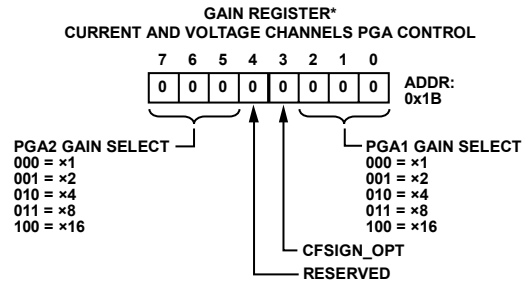 GAIN REGISTER*
CURRENT AND VOLTAGE CHANNELS PGA CONTROL
7 6 5 4 3 2 1 0
0 0 0 0 0 0 0 0
ADDR:
0x1B
PGA2 GAIN SELECT
000 = ×1
001 = ×2
010 = ×4
011 = ×8
100 = ×16
PGA1 GAIN SELECT
000 = ×1
001 = ×2
010 = ×4
011 = ×8
100 = ×16
CFSIGN_OPT
RESERVED